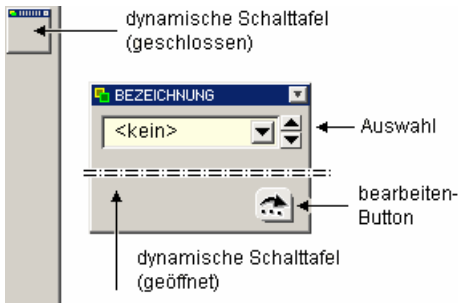 dynamische Schalttafel
(geschlossen)
BEZEICHNUNG
<kein>
Auswahl
bearbeiten-
Button
dynamische Schalttafel
(geöffnet)